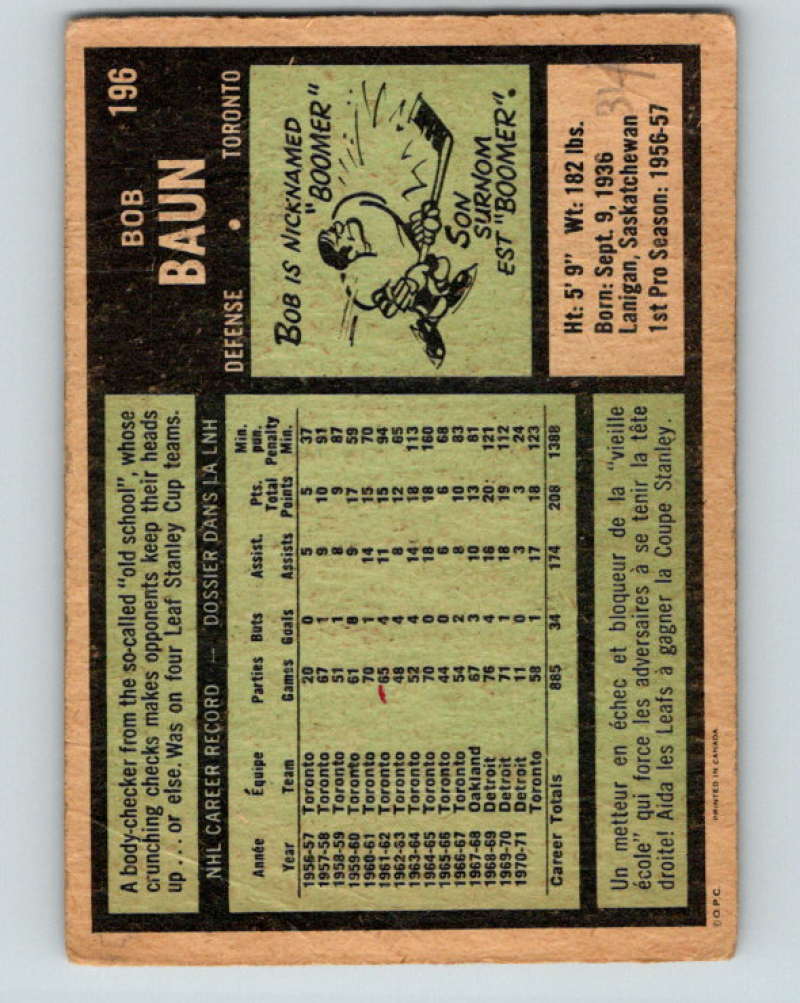 196
BOB
BAUN
DEFENSE • TORONTO
BOB IS NICKNAMED
"BOOMER"
SON
SURNOM
EST "BOOMER".
Ht: 5' 9" Wt: 182 lbs.
Born: Sept. 9, 1936
Lanigan, Saskatchewan
1st Pro Season: 1956-57
A body-checker from the so-called "old school", whose
crunching checks makes opponents keep their heads
up ... or else. Was on four Leaf Stanley Cup teams.
NHL CAREER RECORD — DOSSIER DANS LA LNH
Année Équipe Parties Buts Assist. Pts. Total Min. pun.
Year Team Games Goals Assists Points Penalty Min.
1956-57 Toronto 20 0 5 5 37
1957-58 Toronto 67 1 9 10 91
1958-59 Toronto 51 1 8 9 87
1959-60 Toronto 61 8 9 17 59
1960-61 Toronto 70 1 14 15 70
1961-62 Toronto 65 4 11 15 94
1962-63 Toronto 48 4 8 12 65
1963-64 Toronto 52 4 14 18 113
1964-65 Toronto 70 0 18 18 160
1965-66 Toronto 44 0 6 6 68
1966-67 Toronto 54 2 8 10 83
1967-68 Oakland 67 3 10 13 81
1968-69 Detroit 76 4 16 20 121
1969-70 Detroit 71 1 18 19 112
1970-71 Detroit 11 0 3 3 24
Toronto 58 1 17 18 123
Career Totals 885 34 174 208 1388
Un metteur en échec et bloqueur de la "vieille
école" qui force les adversaires à se tenir la tête
droite! Aida les Leafs à gagner la Coupe Stanley.
© O.P.C. PRINTED IN CANADA